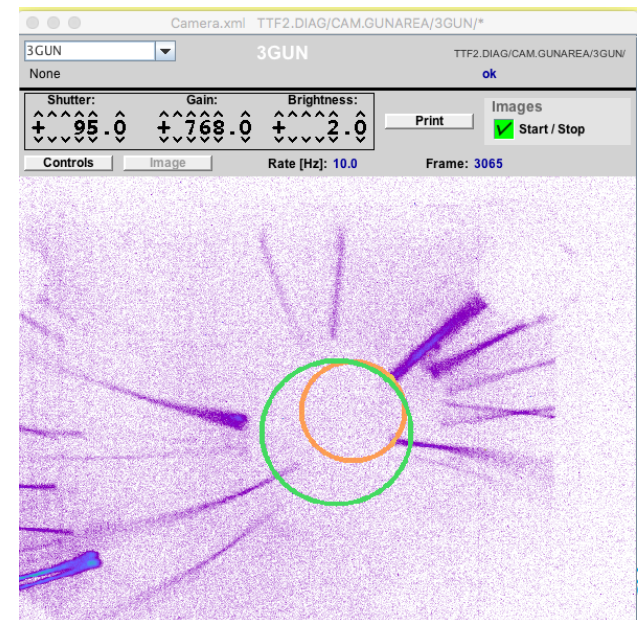 Camera.xml TTF2.DIAG/CAM.GUNAREA/3GUN/*
3GUN
3GUN
TTF2.DIAG/CAM.GUNAREA/3GUN/
None
ok
Shutter: Gain: Brightness:
+ 95.0 +768.0 + 2.0
Print
Images
Start / Stop
Controls Image Rate [Hz]: 10.0 Frame: 3065